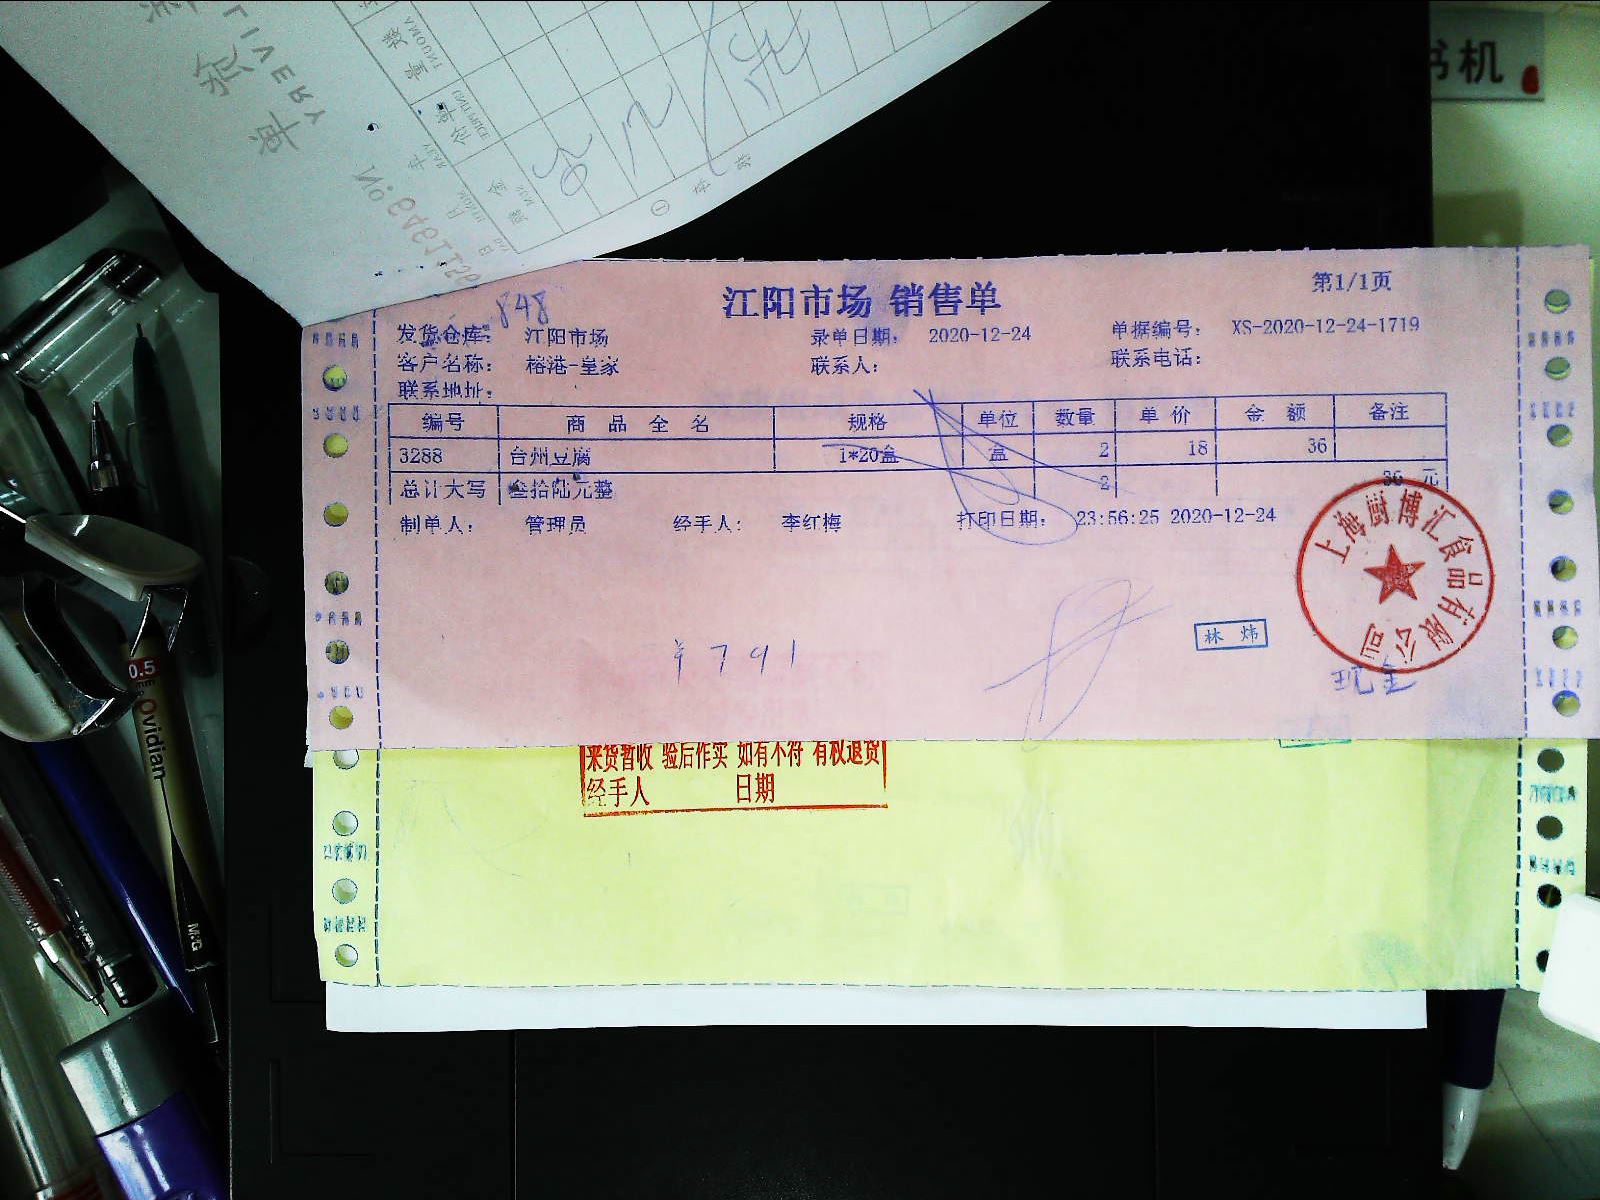 书机
DELIVERY
848
江阳市场 销售单
第1/1页
发货仓库： 江阳市场 录单日期： 2020-12-24 单据编号： XS-2020-12-24-1719
客户名称： 榕港-皇家 联系人： 联系电话：
联系地址：
编号 商品全名 规格 单位 数量 单价 金额 备注
3288 台州豆腐 1*20盒 盒 2 18 36
总计大写 叁拾陆元整 2 36 元
制单人： 管理员 经手人： 李红梅 打印日期： 23:56:25 2020-12-24
上海厨博汇食品有限公司
林炜
¥791
现金
来货暂收 验后作实 如有不符 有权退货
经手人 日期
0.5
Ovidian
M&G